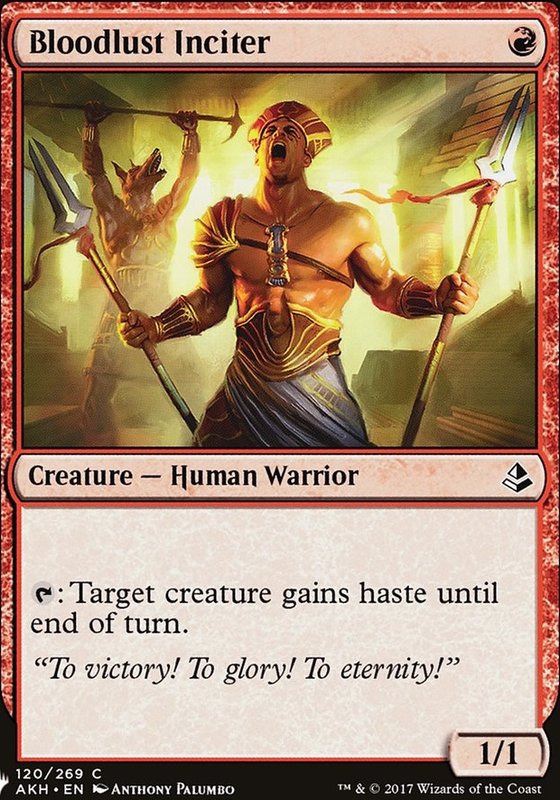 Bloodlust Inciter
Creature — Human Warrior
: Target creature gains haste until
end of turn.
“To victory! To glory! To eternity!”
1/1
120/269 C
AKH • EN Anthony Palumbo
™ & © 2017 Wizards of the Coast